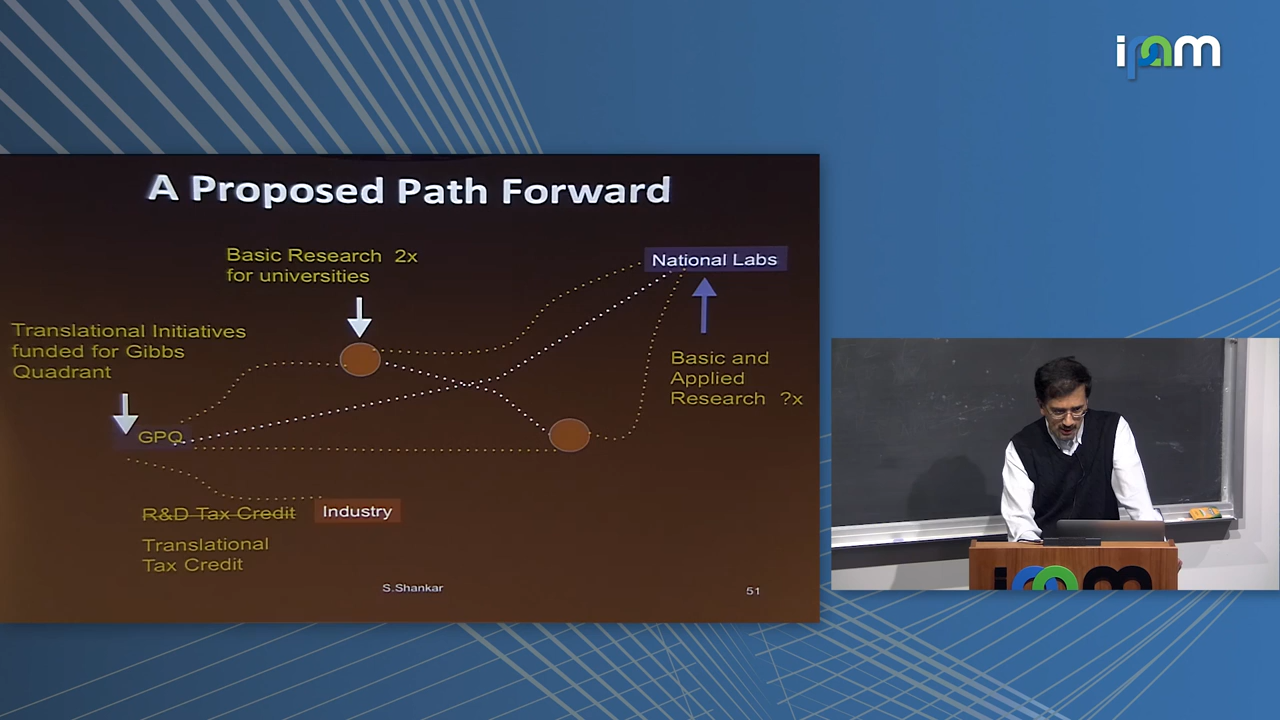 ipam
A Proposed Path Forward
Basic Research 2x
for universities
National Labs
Translational Initiatives
funded for Gibbs
Quadrant
Basic and
Applied
Research ?x
GPQ
R&D Tax Credit
Industry
Translational
Tax Credit
S.Shankar
51
ipam